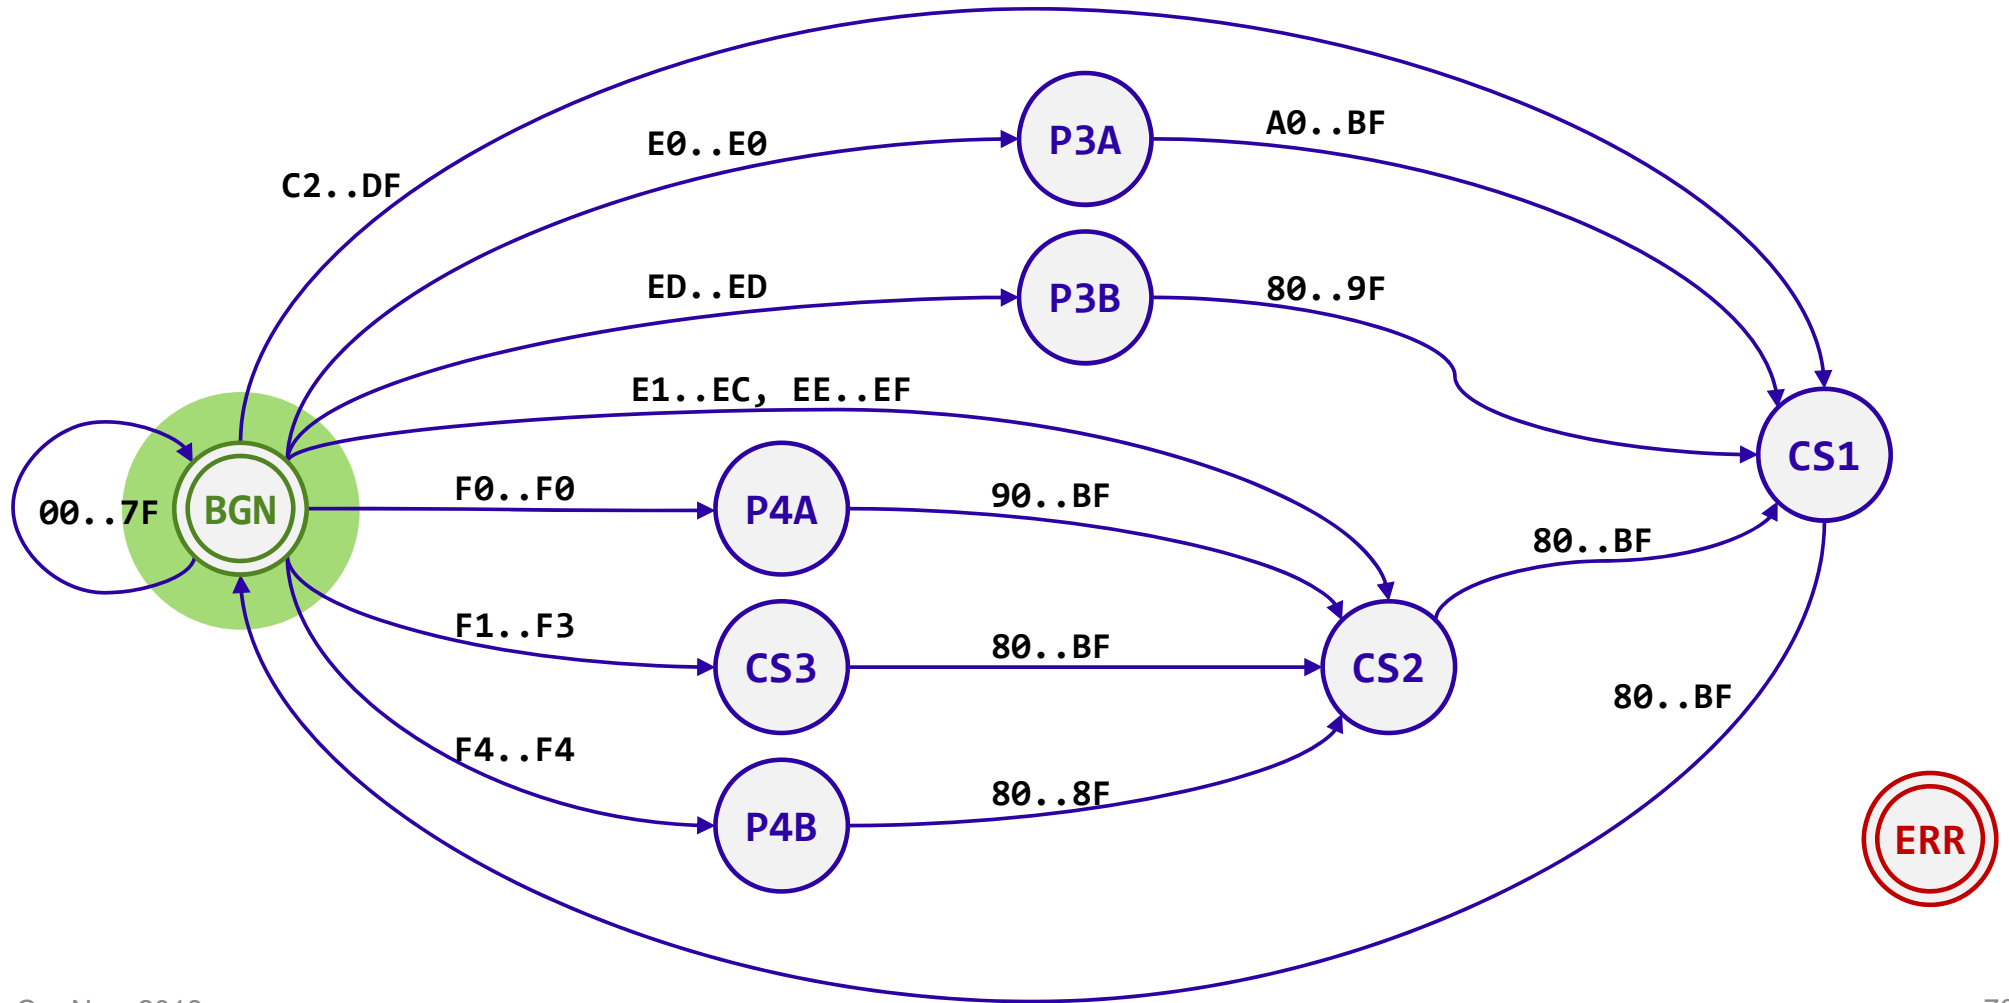 P3A
A0..BF
E0..E0
C2..DF
ED..ED
P3B
80..9F
E1..EC, EE..EF
CS1
F0..F0
90..BF
00..7F
BGN
P4A
80..BF
F1..F3
80..BF
CS3
CS2
80..BF
F4..F4
80..8F
P4B
ERR